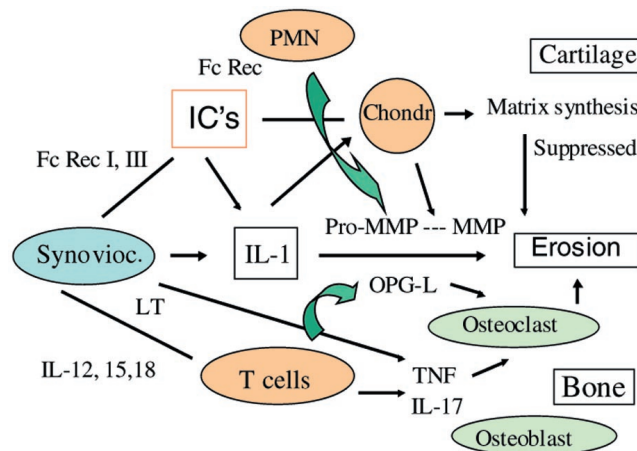 PMN
Cartilage
Fc Rec
IC's
Chondr
Matrix synthesis
Fc Rec I, III
Suppressed
Pro-MMP --- MMP
Synovioc.
IL-1
Erosion
OPG-L
LT
Osteoclast
IL-12, 15,18
T cells
TNF
IL-17
Bone
Osteoblast